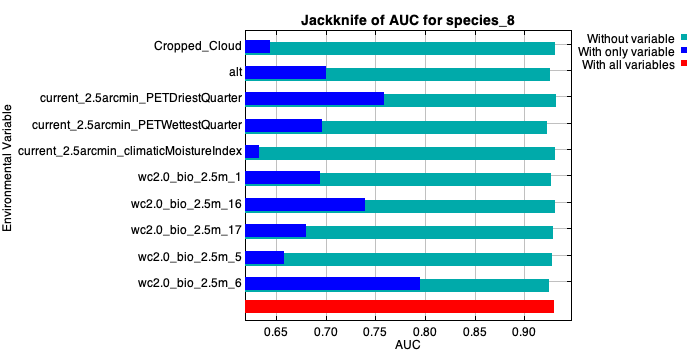 Jackknife of AUC for species_8
Without variable
With only variable
With all variables
Environmental Variable
Cropped_Cloud
alt
current_2.5arcmin_PETDriestQuarter
current_2.5arcmin_PETWettestQuarter
current_2.5arcmin_climaticMoistureIndex
wc2.0_bio_2.5m_1
wc2.0_bio_2.5m_16
wc2.0_bio_2.5m_17
wc2.0_bio_2.5m_5
wc2.0_bio_2.5m_6
0.65 0.70 0.75 0.80 0.85 0.90
AUC